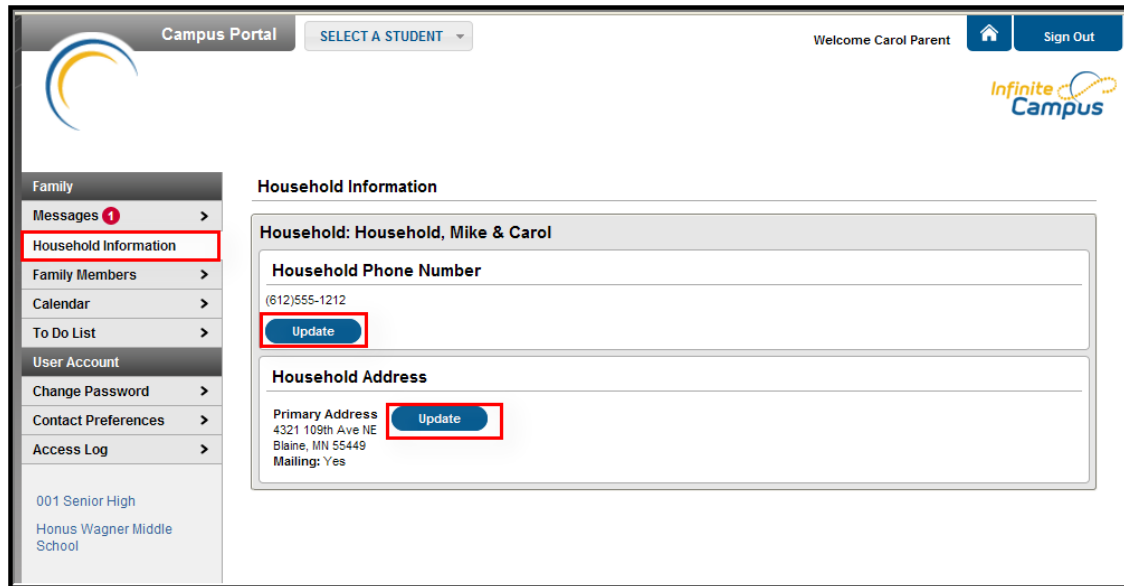 Campus Portal
SELECT A STUDENT
Welcome Carol Parent
Sign Out
Infinite
Campus
Family
Messages 1
Household Information
Family Members
Calendar
To Do List
User Account
Change Password
Contact Preferences
Access Log
001 Senior High
Honus Wagner Middle
School
Household Information
Household: Household, Mike & Carol
Household Phone Number
(612)555-1212
Update
Household Address
Primary Address
Update
4321 109th Ave NE
Blaine, MN 55449
Mailing: Yes